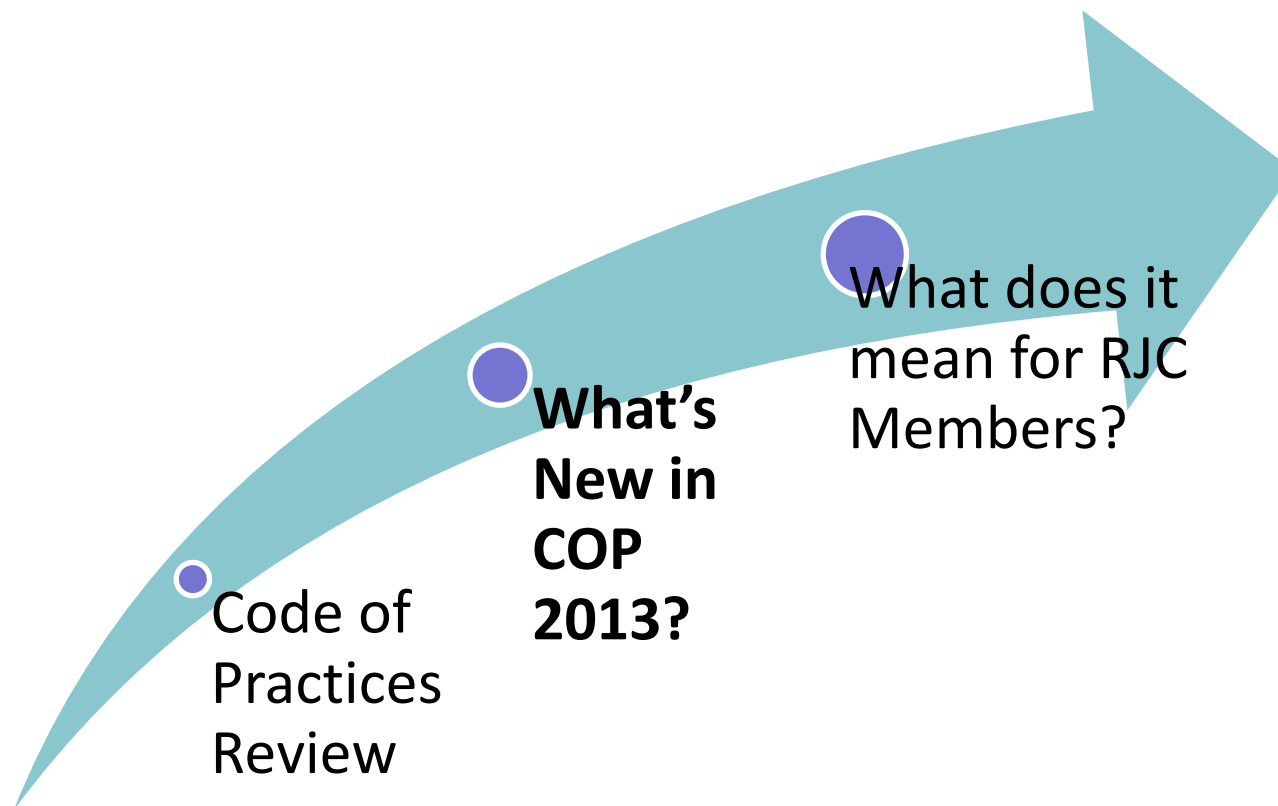 Code of
Practices
Review
What’s
New in
COP
2013?
What does it
mean for RJC
Members?